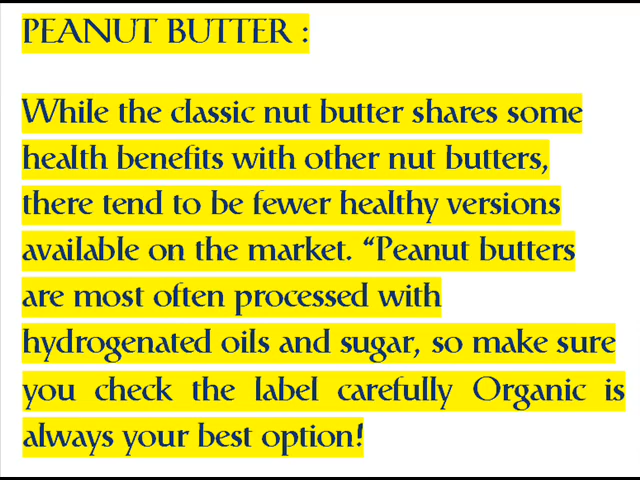 PEANUT BUTTER :
While the classic nut butter shares some
health benefits with other nut butters,
there tend to be fewer healthy versions
available on the market. “Peanut butters
are most often processed with
hydrogenated oils and sugar, so make sure
you check the label carefully Organic is
always your best option!